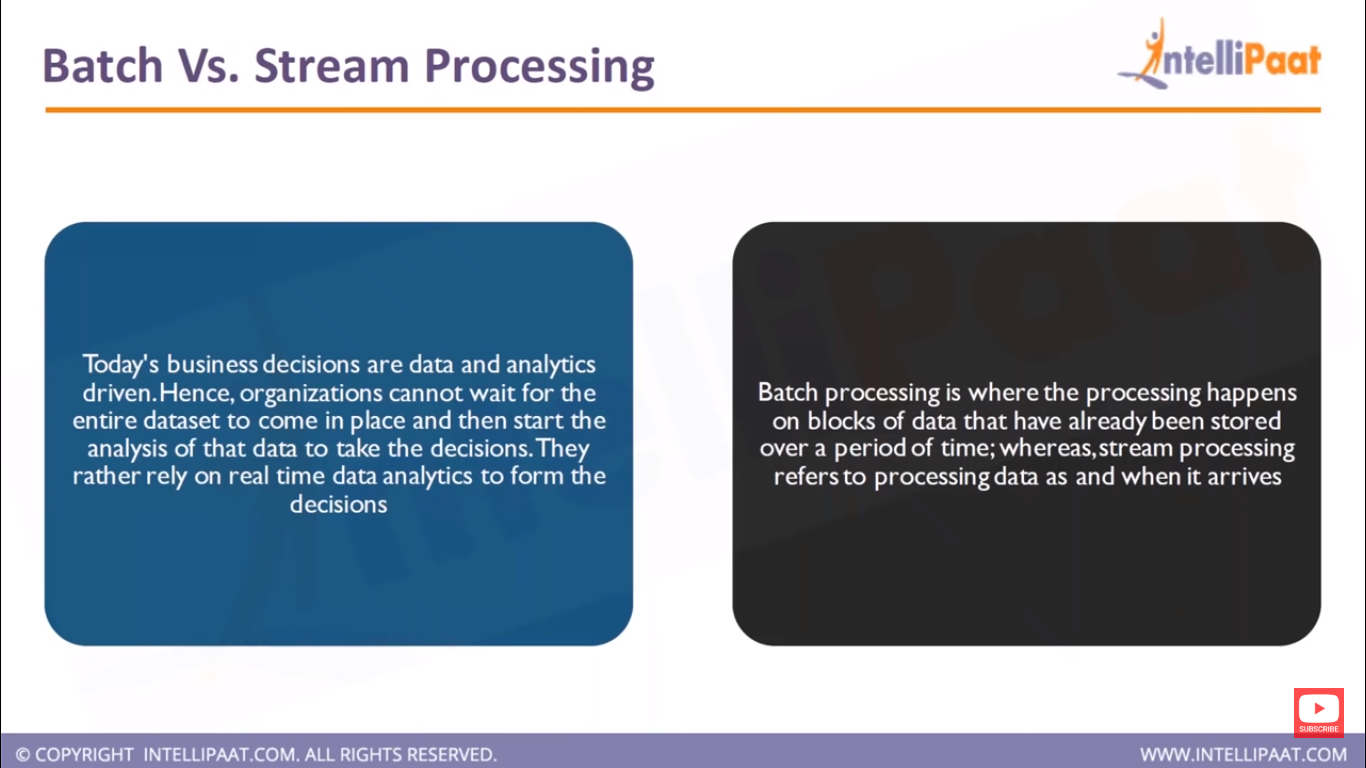 Batch Vs. Stream Processing
IntelliPaat
Today's business decisions are data and analytics
driven. Hence, organizations cannot wait for the
entire dataset to come in place and then start the
analysis of that data to take the decisions. They
rather rely on real time data analytics to form the
decisions
Batch processing is where the processing happens
on blocks of data that have already been stored
over a period of time; whereas, stream processing
refers to processing data as and when it arrives
SUBSCRIBE
© COPYRIGHT INTELLIPAAT.COM. ALL RIGHTS RESERVED.
WWW.INTELLIPAAT.COM